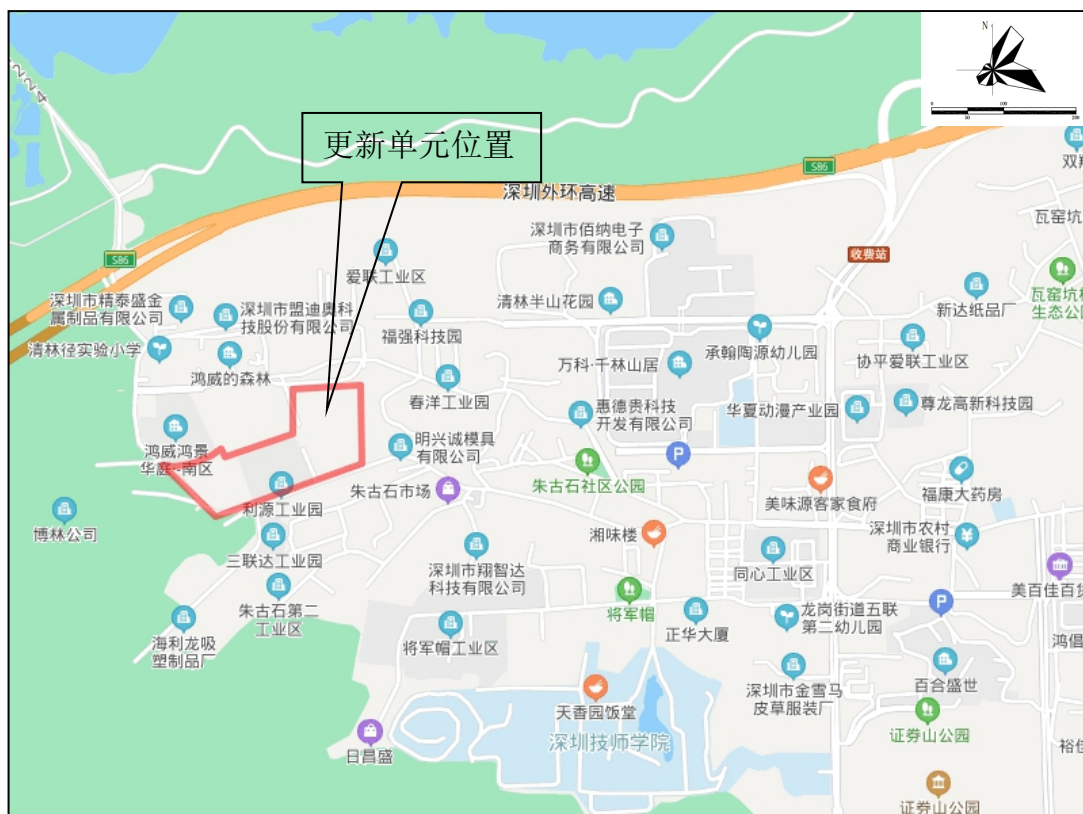 N
0
100
50
200
S224
更新单元位置
双翔
S86
深圳外环高速
深圳市佰纳电子
商务有限公司
瓦窑坑
收费站
爱联工业区
S86
清林半山花园
新达纸品厂
瓦窑坑村
生态公园
深圳市精泰盛金
属制品有限公司
深圳市盟迪奥科
技股份有限公司
福强科技园
清林径实验小学
承翰陶源幼儿园
协平爱联工业区
万科·千林山居
鸿威的森林
春洋工业园
惠德贵科技
开发有限公司
华夏动漫产业园
尊龙高新科技园
鸿威鸿景
华庭-南区
明兴诚模具
有限公司
P
朱古石社区公园
朱古石市场
美味源客家食府
福康大药房
利源工业园
博林公司
湘味楼
深圳市农村
商业银行
三联达工业园
深圳市翔智达
科技有限公司
同心工业区
美百佳百货
朱古石第二
工业区
将军帽
P
龙岗街道五联
第二幼儿园
正华大厦
海利龙吸
塑制品厂
将军帽工业区
鸿倡
深圳市金雪马
皮草服装厂
百合盛世
天香园饭堂
深圳技师学院
证券山公园
日昌盛
裕佳
证券山公园